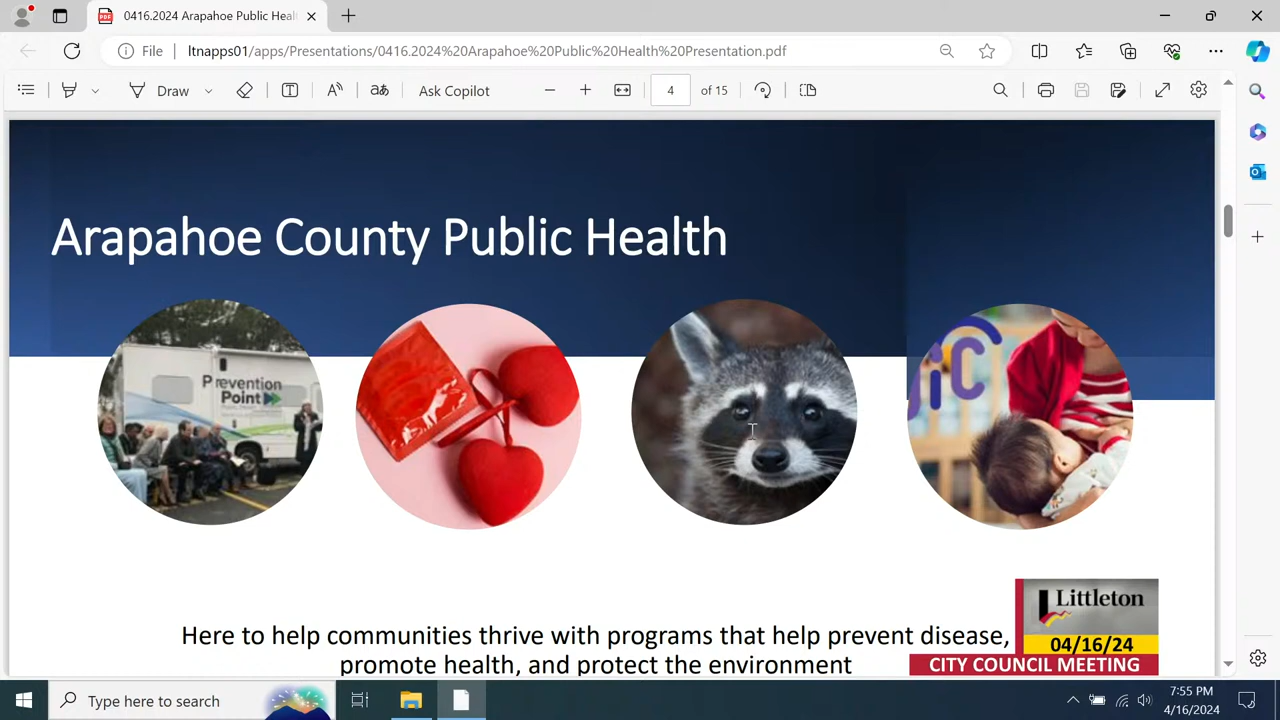 0416.2024 Arapahoe Public Heal
File
ltnapps01/apps/Presentations/0416.2024%20Arapahoe%20Public%20Health%20Presentation.pdf
Draw
Ask Copilot
4
of 15
Arapahoe County Public Health
Prevention
Point
Here to help communities thrive with programs that help prevent disease,
promote health, and protect the environment
Littleton
04/16/24
CITY COUNCIL MEETING
Type here to search
7:55 PM
4/16/2024